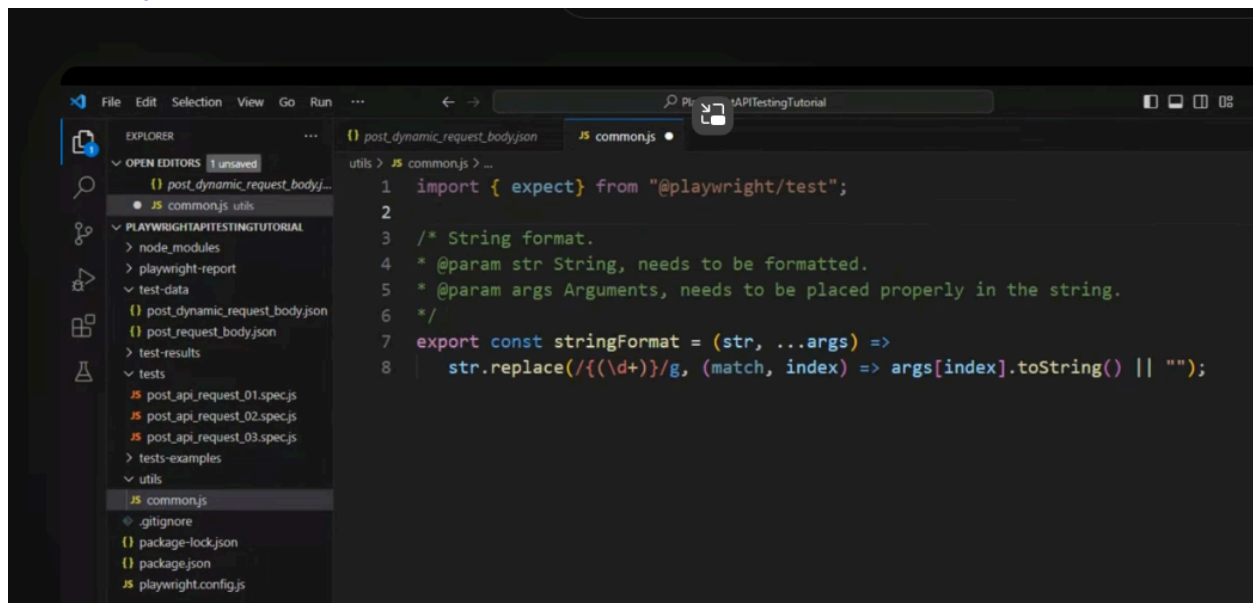 File Edit Selection View Go Run ... PlaywrightAPITestingTutorial
EXPLORER ...
OPEN EDITORS 1 unsaved
{} post_dynamic_request_body.j...
JS common.js utils
PLAYWRIGHTAPITESTINGTUTORIAL
node_modules
playwright-report
test-data
{} post_dynamic_request_body.json
{} post_request_body.json
test-results
tests
JS post_api_request_01.spec.js
JS post_api_request_02.spec.js
JS post_api_request_03.spec.js
tests-examples
utils
JS common.js
.gitignore
{} package-lock.json
{} package.json
JS playwright.config.js
{} post_dynamic_request_body.json JS common.js
utils > JS common.js > ...
1 import { expect} from "@playwright/test";
2
3 /* String format.
4 * @param str String, needs to be formatted.
5 * @param args Arguments, needs to be placed properly in the string.
6 */
7 export const stringFormat = (str, ...args) =>
8 str.replace(/{(\d+)}/g, (match, index) => args[index].toString() || "");
1